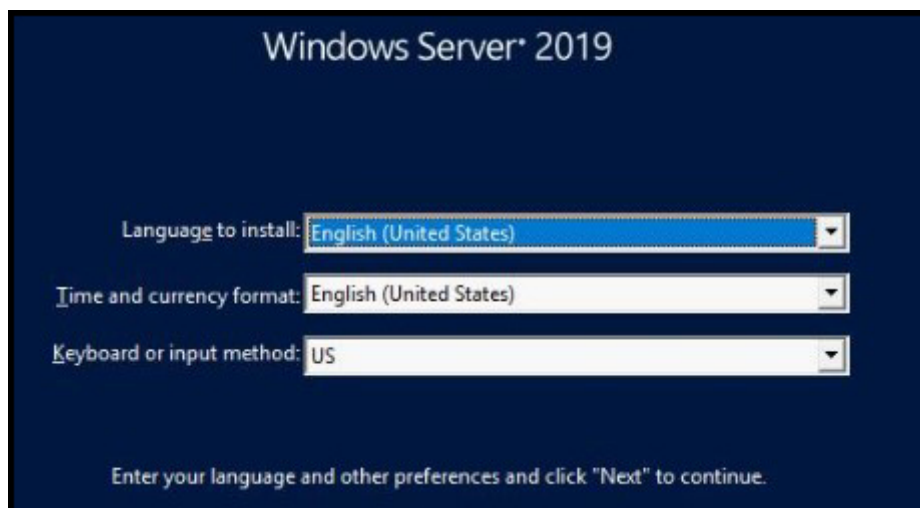 Windows Server® 2019
Language to install: English (United States)
Time and currency format: English (United States)
Keyboard or input method: US
Enter your language and other preferences and click "Next" to continue.